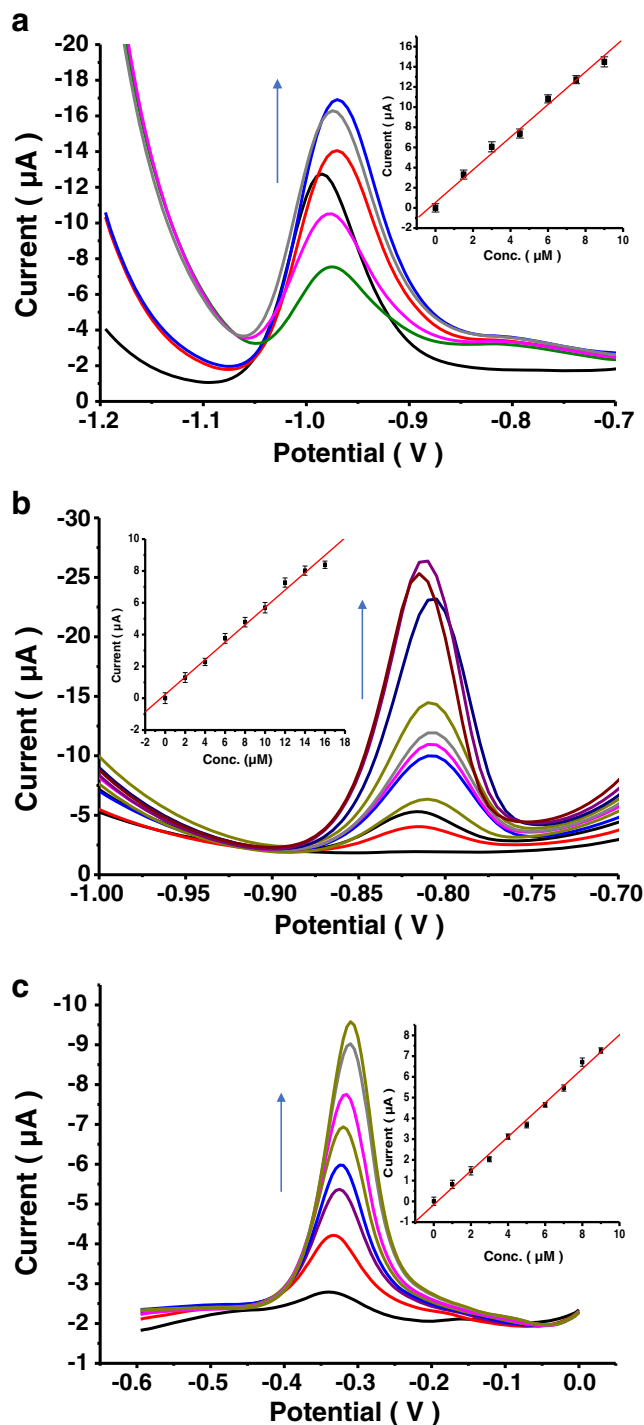 a
-20
-18
-16
-14
-12
-10
-8
-6
-4
-2
0
Current ( µA )
-1.2 -1.1 -1.0 -0.9 -0.8 -0.7
Potential ( V )
16
14
12
10
8
6
4
2
0
-2
Cureent ( µA )
0 2 4 6 8 10
Conc. ( µM )
b
-30
-25
-20
-15
-10
-5
0
Current ( µA )
-1.00 -0.95 -0.90 -0.85 -0.80 -0.75 -0.70
Potential ( V )
10
8
6
4
2
0
-2
Current ( µA )
-2 0 2 4 6 8 10 12 14 16 18
Conc. (µM)
c
-10
-9
-8
-7
-6
-5
-4
-3
-2
-1
Current ( µA )
-0.6 -0.5 -0.4 -0.3 -0.2 -0.1 0.0
Potential ( V )
8
7
6
5
4
3
2
1
0
-1
Current ( µA )
0 2 4 6 8 10
Conc. ( µM )